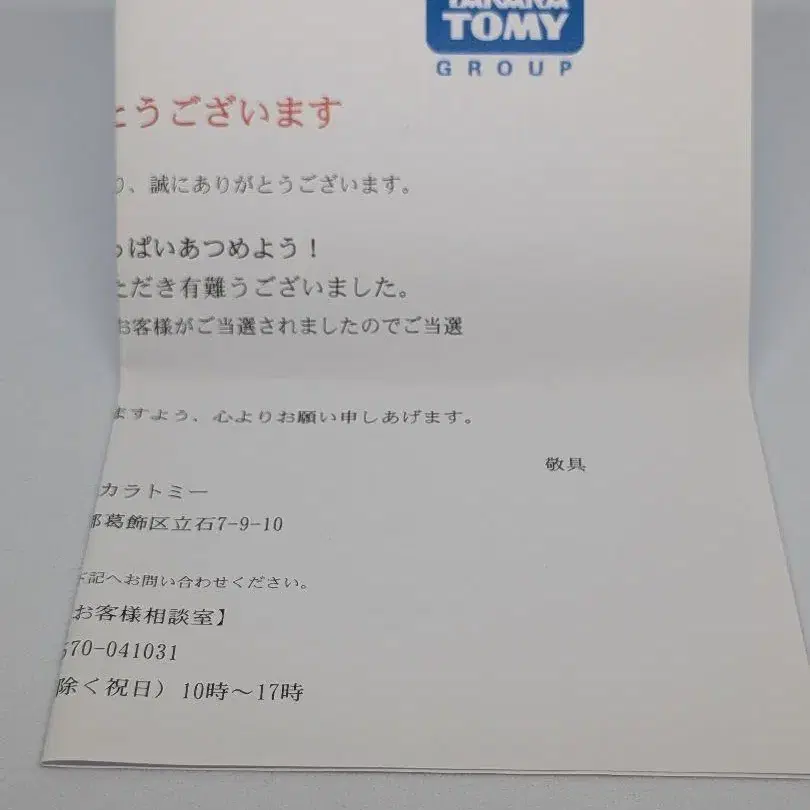 TAKARA
TOMY
GROUP
とうございます
り、誠にありがとうございます。
っぱいあつめよう！
ただき有難うございました。
お客様がご当選されましたのでご当選
ますよう、心よりお願い申しあげます。
敬具
カラトミー
都葛飾区立石7-9-10
下記へお問い合わせください。
お客様相談室】
570-041031
除く祝日）10時～17時